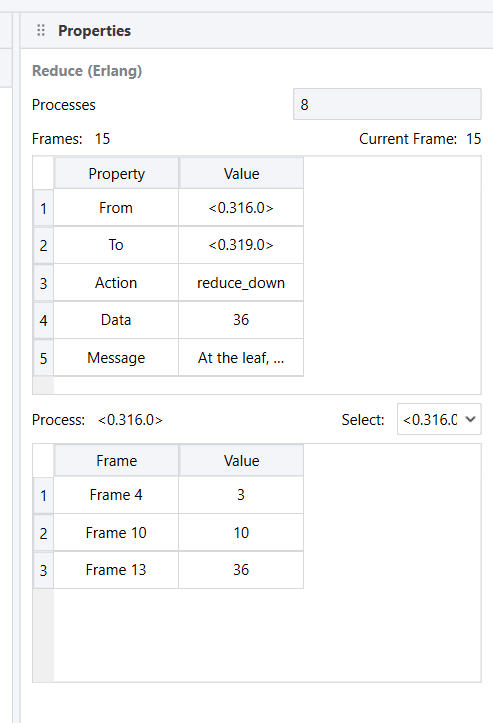 Properties
Reduce (Erlang)
Processes 8
Frames: 15 Current Frame: 15
Property Value
1 From <0.316.0>
2 To <0.319.0>
3 Action reduce_down
4 Data 36
5 Message At the leaf, ...
Process: <0.316.0> Select: <0.316.0
Frame Value
1 Frame 4 3
2 Frame 10 10
3 Frame 13 36